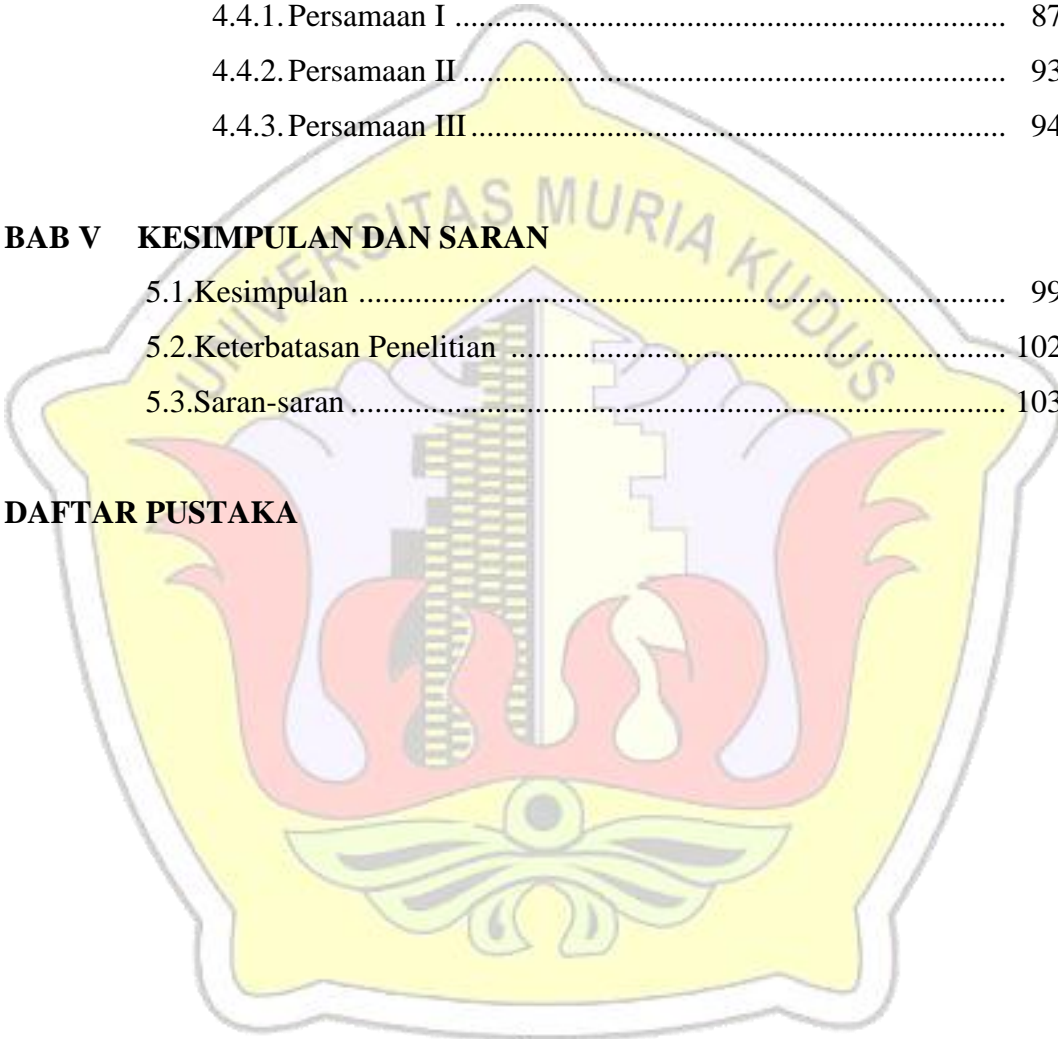 4.4.1. Persamaan I ........................................................................ 87
4.4.2. Persamaan II ....................................................................... 93
4.4.3. Persamaan III ...................................................................... 94
UNIVERSITAS MURIA KUDUS
BAB V KESIMPULAN DAN SARAN
5.1.Kesimpulan ..................................................................................... 99
5.2.Keterbatasan Penelitian ................................................................. 102
5.3.Saran-saran ..................................................................................... 103
DAFTAR PUSTAKA